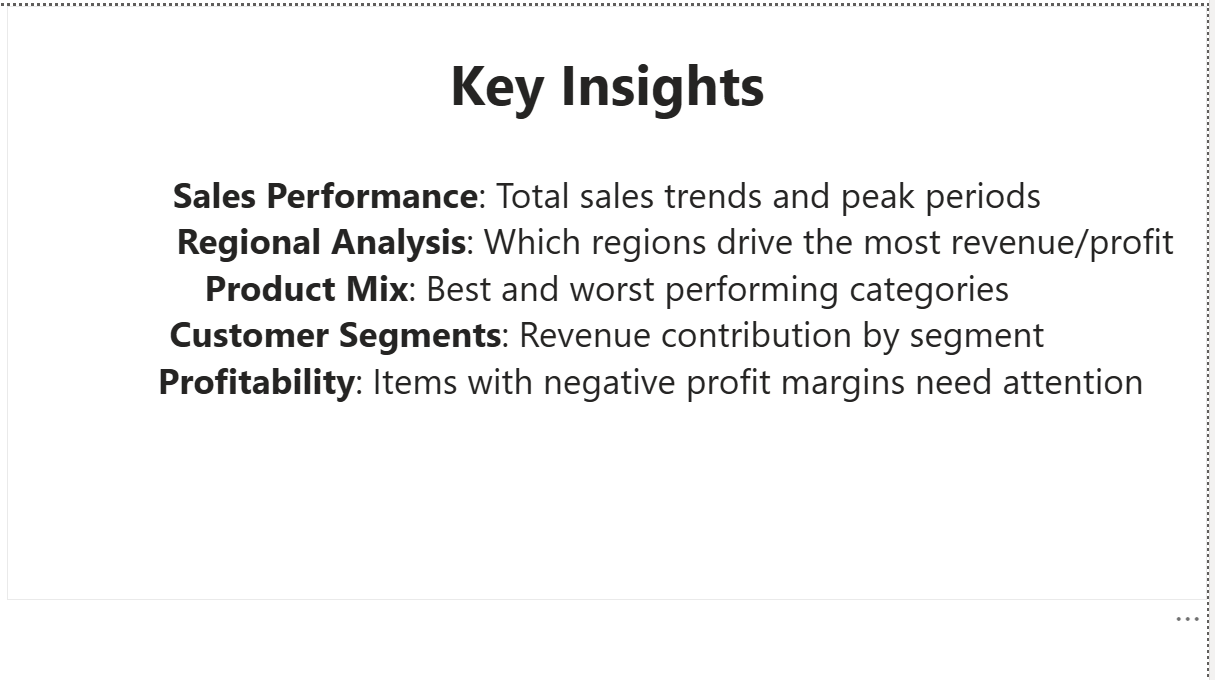 Key Insights
Sales Performance: Total sales trends and peak periods
Regional Analysis: Which regions drive the most revenue/profit
Product Mix: Best and worst performing categories
Customer Segments: Revenue contribution by segment
Profitability: Items with negative profit margins need attention